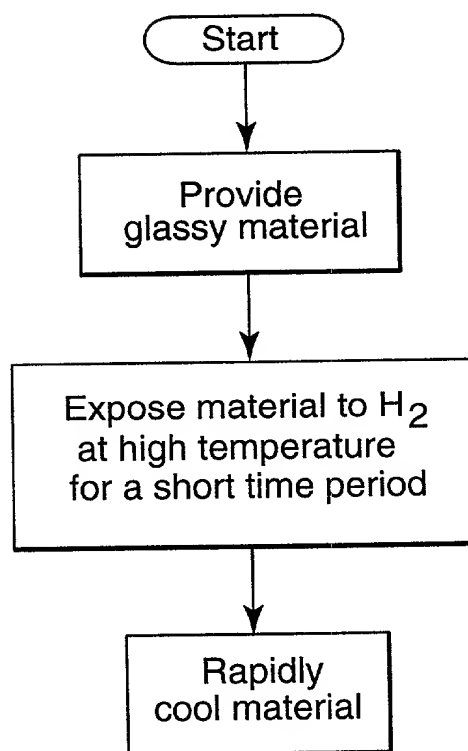 Start
Provide
glassy material
Expose material to H2
at high temperature
for a short time period
Rapidly
cool material